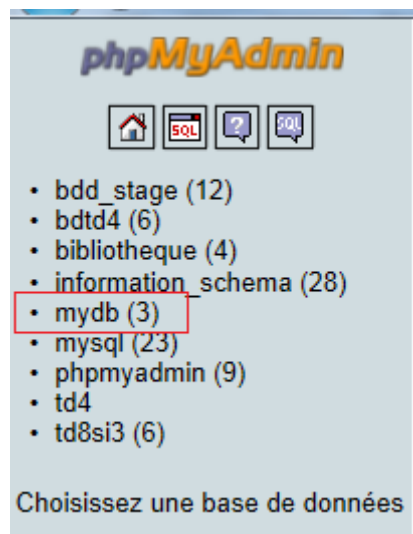 phpMyAdmin
SQL ? SQL
• bdd_stage (12)
• bdtd4 (6)
• bibliotheque (4)
• information_schema (28)
• mydb (3)
• mysql (23)
• phpmyadmin (9)
• td4
• td8si3 (6)
Choisissez une base de données